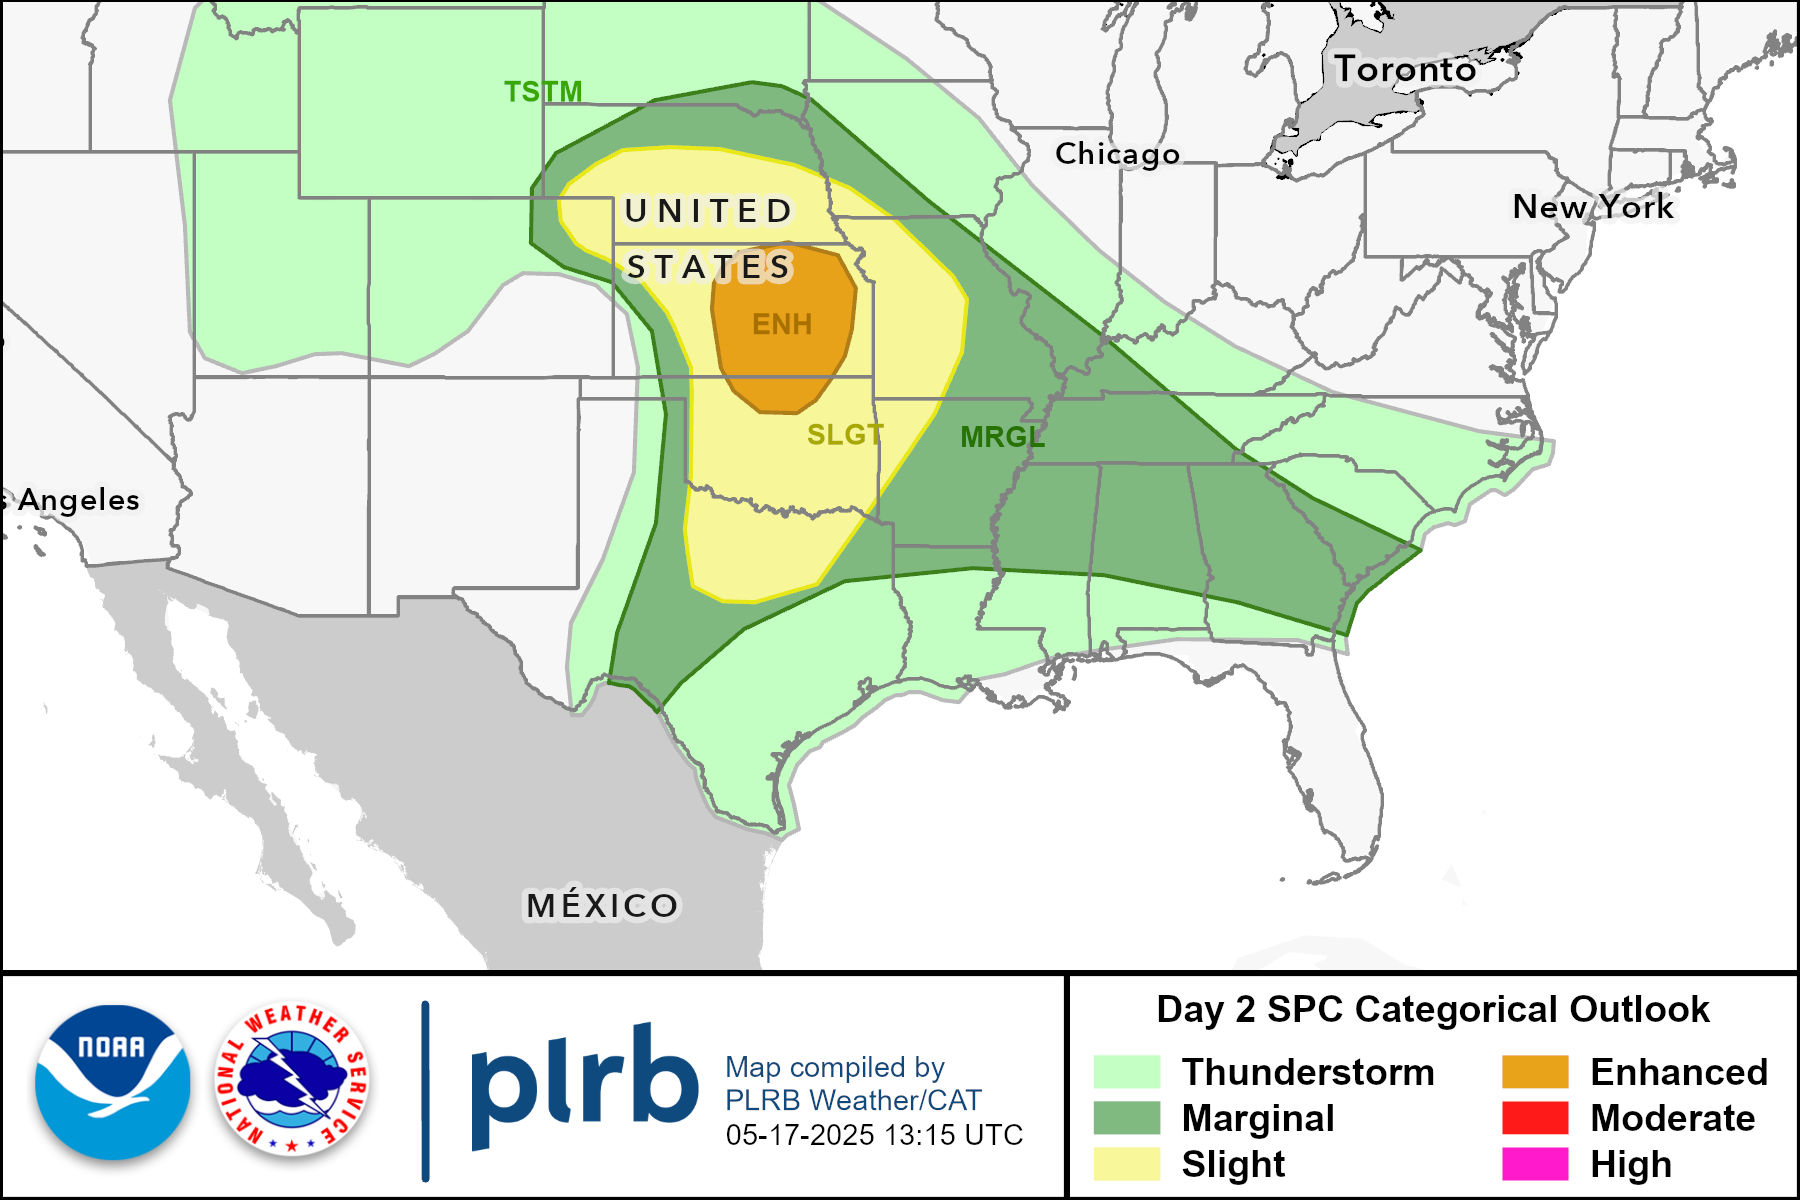 TSTM
Toronto
Chicago
New York
UNITED
STATES
ENH
SLGT
MRGL
s Angeles
MÉXICO
NOAA
NATIONAL WEATHER SERVICE
plrb
Map compiled by
PLRB Weather/CAT
05-17-2025 13:15 UTC
Day 2 SPC Categorical Outlook
Thunderstorm
Marginal
Slight
Enhanced
Moderate
High